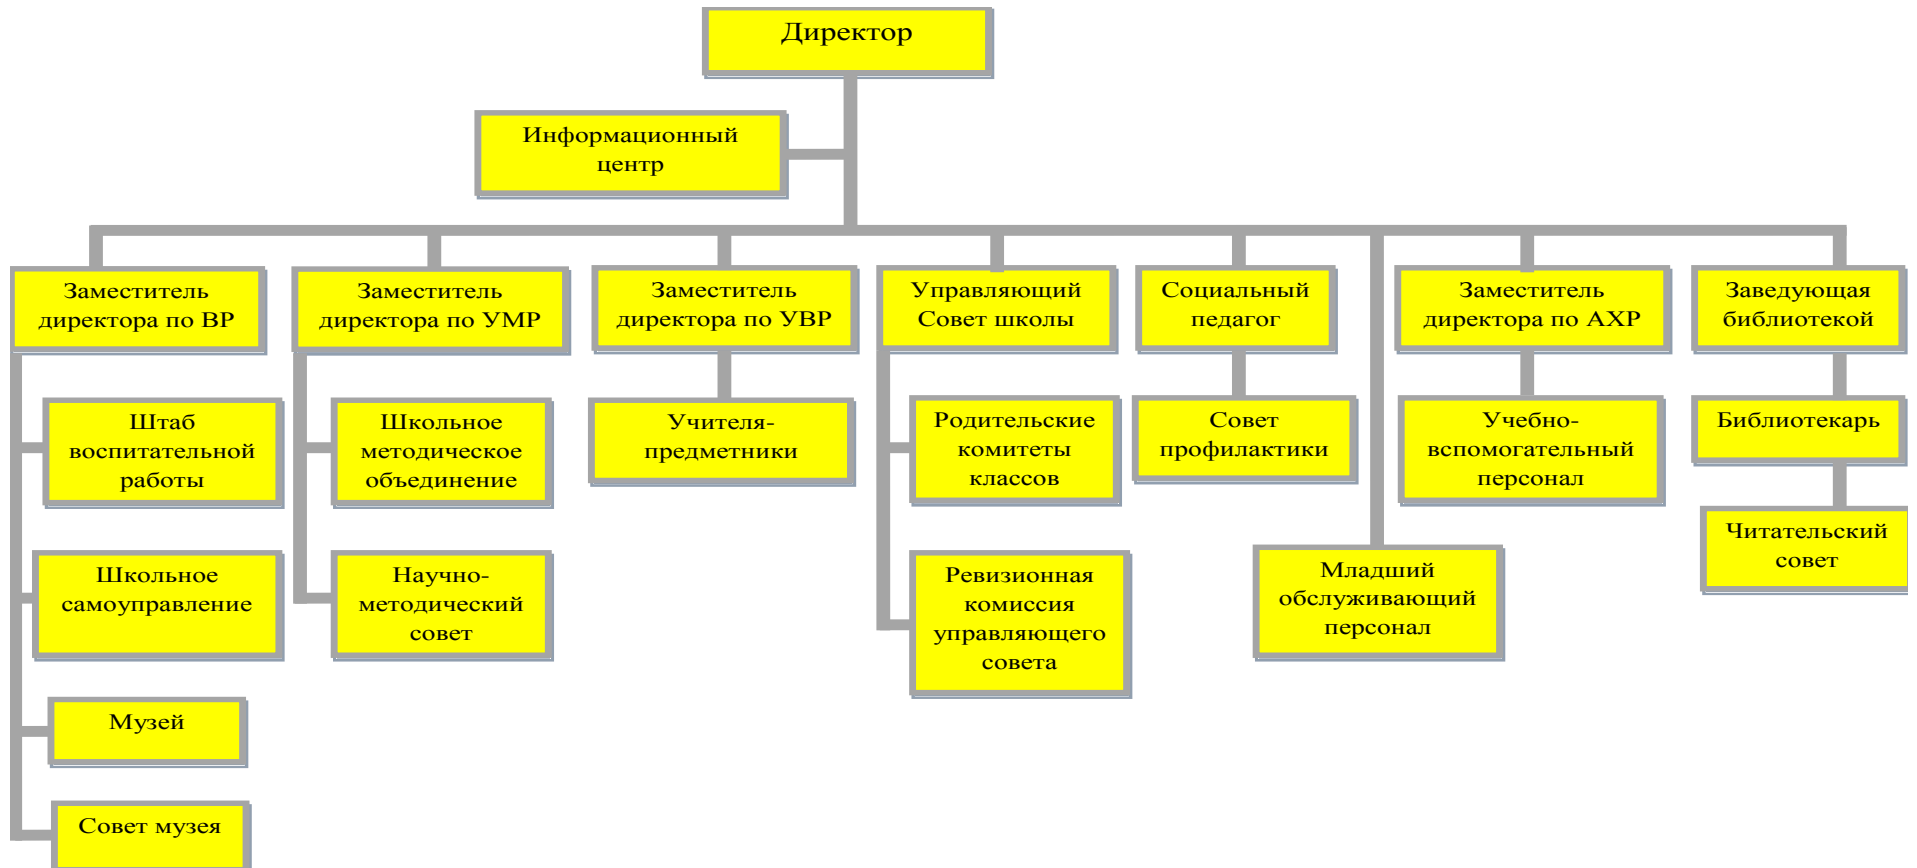 Директор
Информационный
центр
Заместитель
директора по ВР
Заместитель
директора по УМР
Заместитель
директора по УВР
Управляющий
Совет школы
Социальный
педагог
Заместитель
директора по АХР
Заведующая
библиотекой
Штаб
воспитательной
работы
Школьное
методическое
объединение
Учителя-
предметники
Родительские
комитеты
классов
Совет
профилактики
Учебно-
вспомогательный
персонал
Библиотекарь
Школьное
самоуправление
Научно-
методический
совет
Ревизионная
комиссия
управляющего
совета
Младший
обслуживающий
персонал
Читательский
совет
Музей
Совет музея